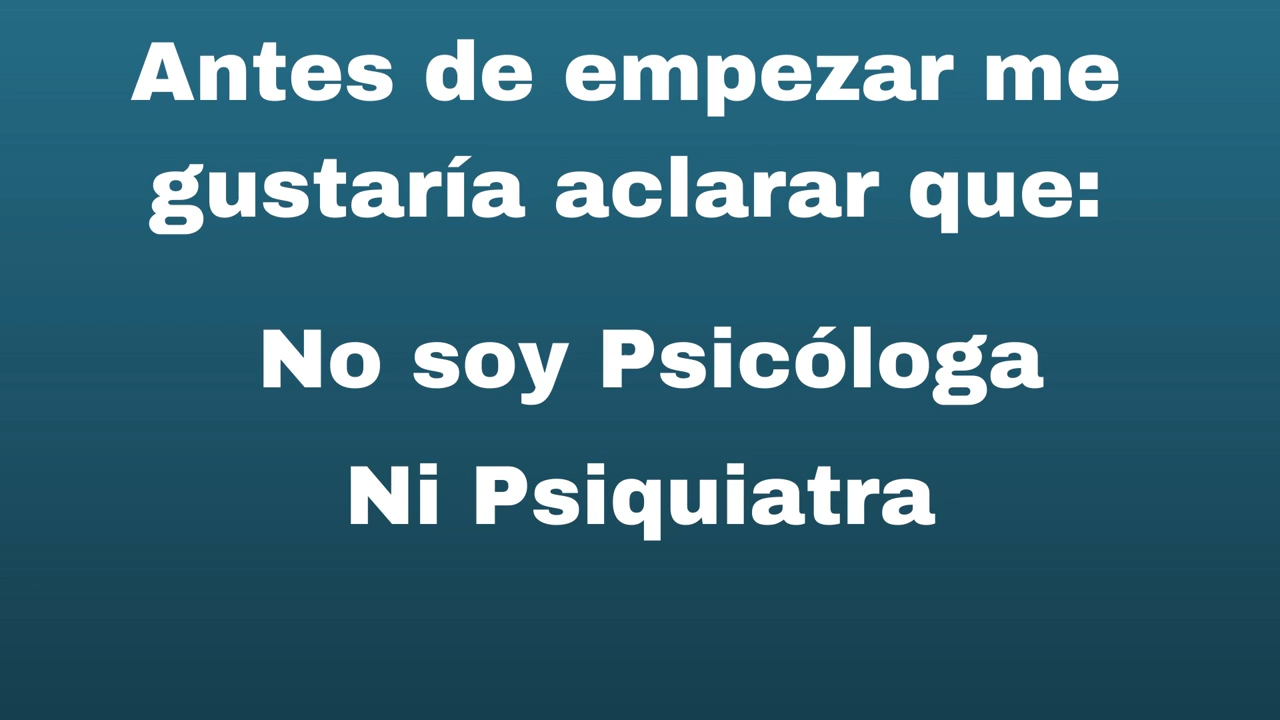 Antes de empezar me
gustaría aclarar que:
No soy Psicóloga
Ni Psiquiatra